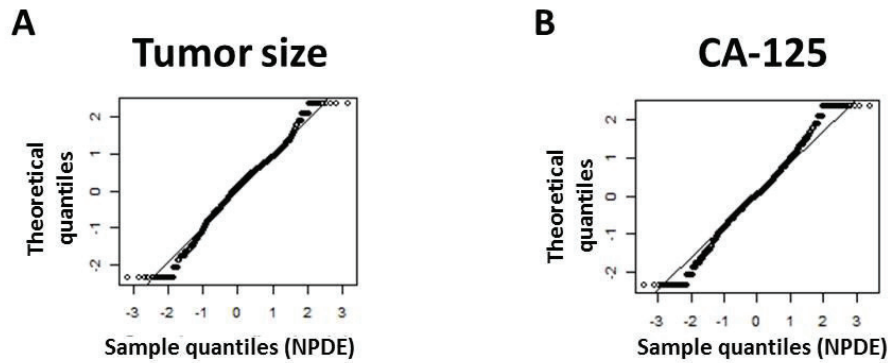 A
B
Tumor size
CA-125
Theoretical
quantiles
2
1
0
-1
-2
-3 -2 -1 0 1 2 3
Sample quantiles (NPDE)
Theoretical
quantiles
2
1
0
-1
-2
-3 -2 -1 0 1 2 3
Sample quantiles (NPDE)